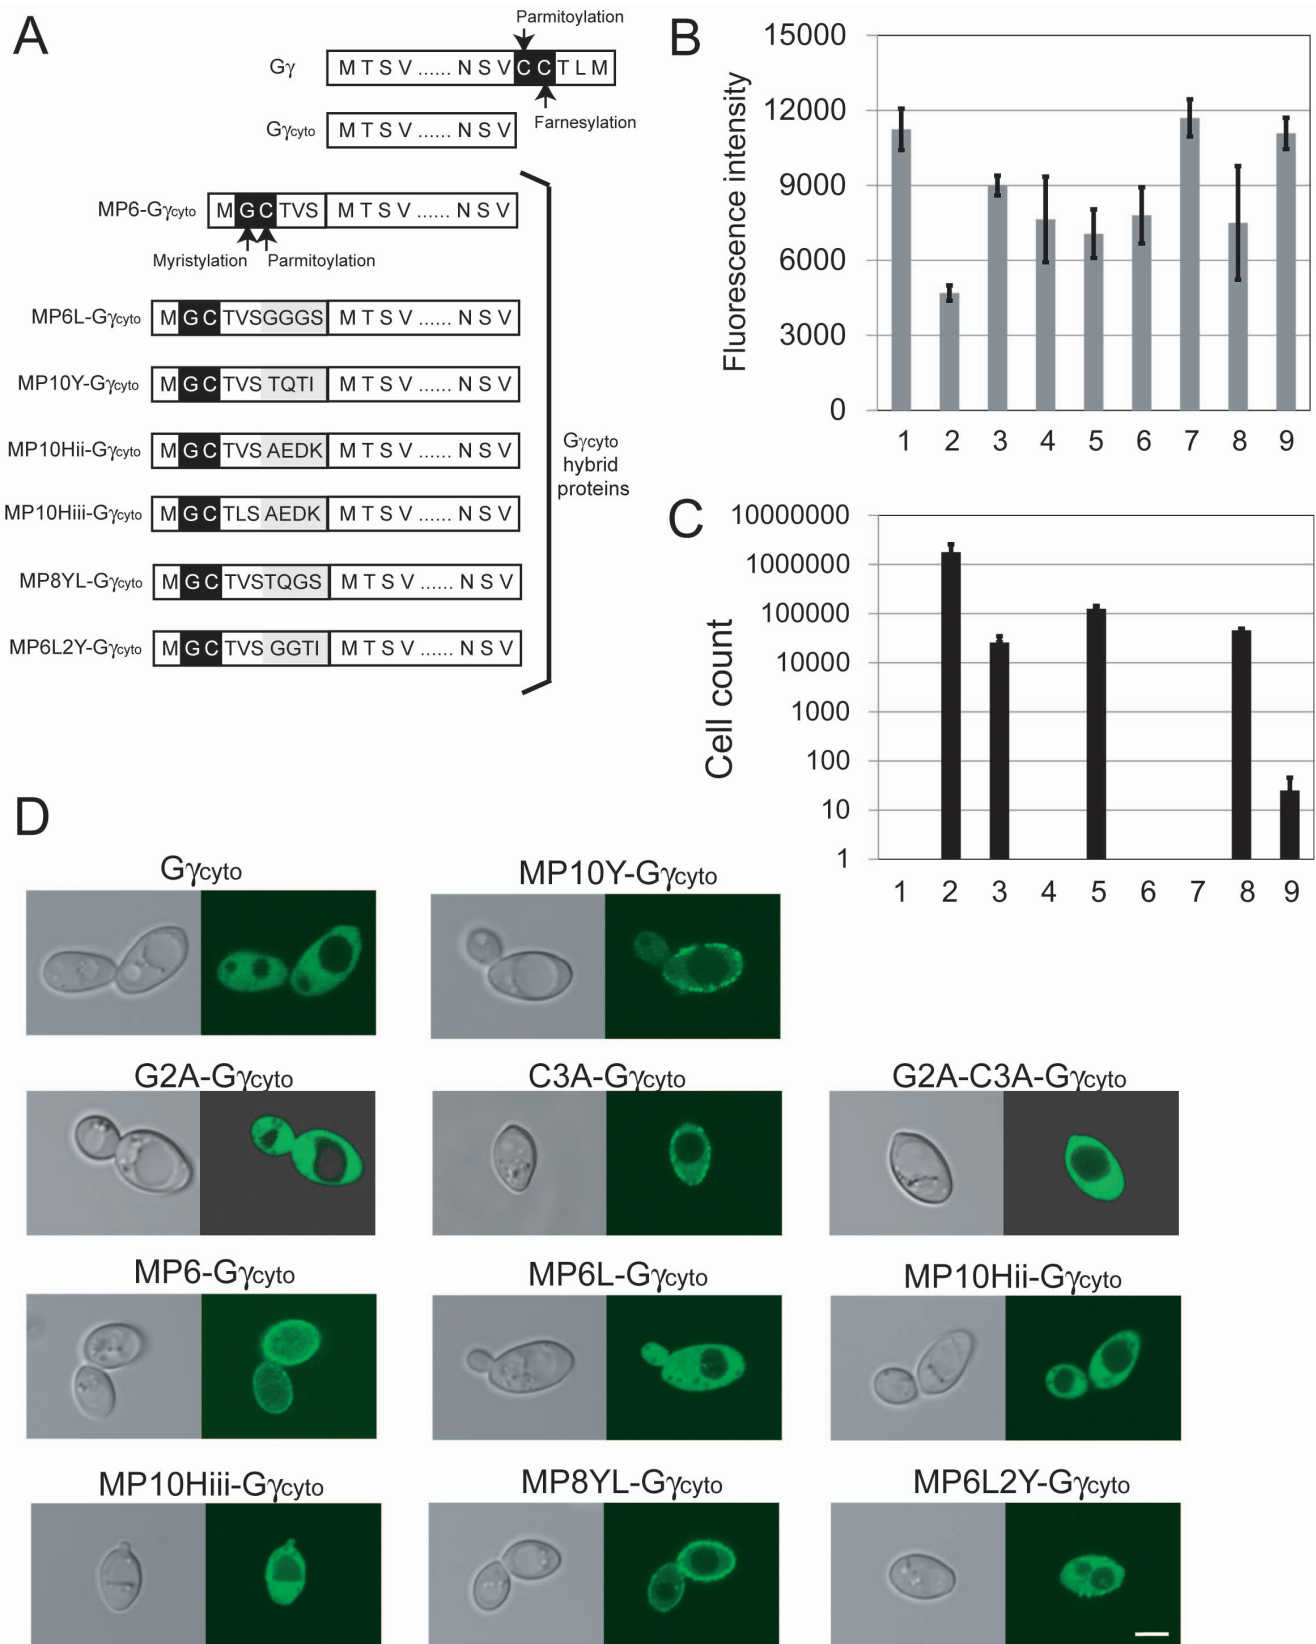 A
Parmitoylation
Gγ
M T S V ...... N S V C C T L M
Farnesylation
Gγcyto
M T S V ...... N S V
MP6-Gγcyto
M G C TVS M T S V ...... N S V
Myristylation
Parmitoylation
MP6L-Gγcyto
M G C TVSGGGS M T S V ...... N S V
MP10Y-Gγcyto
M G C TVS TQTI M T S V ...... N S V
MP10Hii-Gγcyto
M G C TVS AEDK M T S V ...... N S V
MP10Hiii-Gγcyto
M G C TLS AEDK M T S V ...... N S V
MP8YL-Gγcyto
M G C TVSTQGS M T S V ...... N S V
MP6L2Y-Gγcyto
M G C TVS GGTI M T S V ...... N S V
Gγcyto
hybrid
proteins
B
Fluorescence intensity
15000
12000
9000
6000
3000
0
1 2 3 4 5 6 7 8 9
C
Cell count
10000000
1000000
100000
10000
1000
100
10
1
1 2 3 4 5 6 7 8 9
D
Gγcyto
MP10Y-Gγcyto
G2A-Gγcyto
C3A-Gγcyto
G2A-C3A-Gγcyto
MP6-Gγcyto
MP6L-Gγcyto
MP10Hii-Gγcyto
MP10Hiii-Gγcyto
MP8YL-Gγcyto
MP6L2Y-Gγcyto